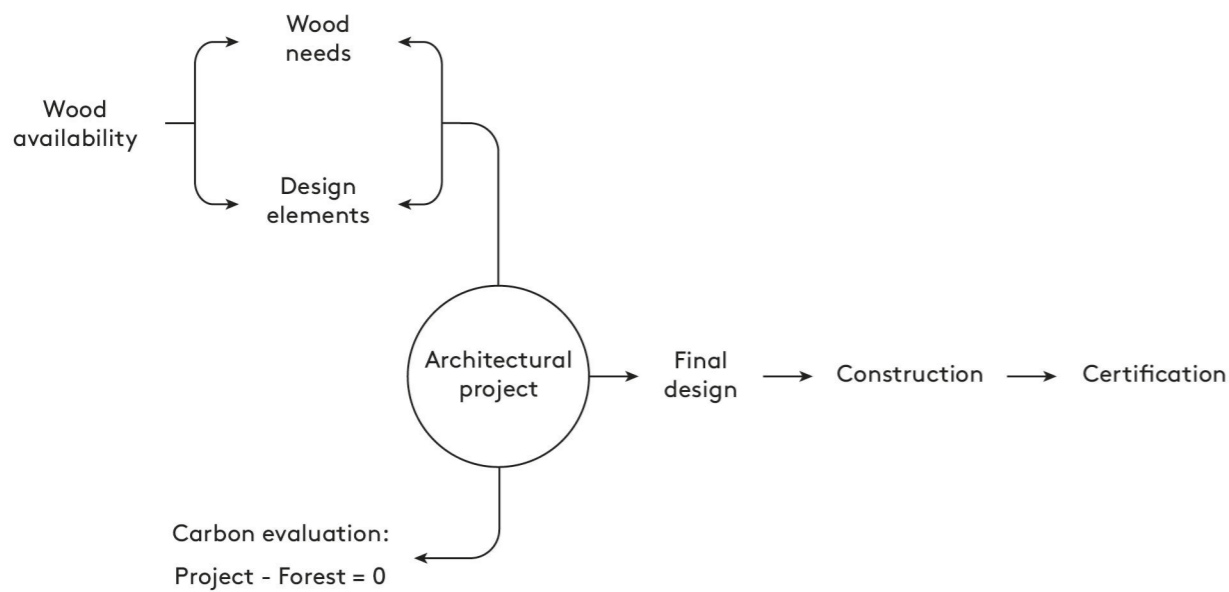 Wood
needs
Wood
availability
Design
elements
Architectural
project
Final
design
Construction
Certification
Carbon evaluation:
Project - Forest = 0